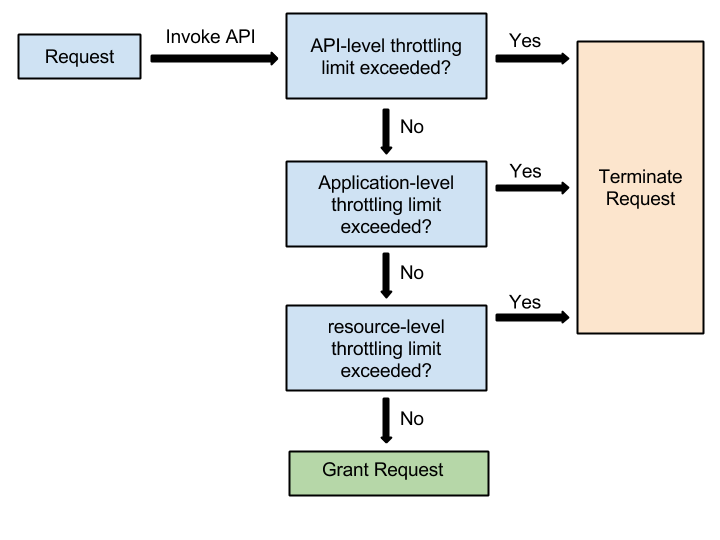 Request
Invoke API
API-level throttling
limit exceeded?
Yes
No
Application-level
throttling limit
exceeded?
Yes
Terminate
Request
No
resource-level
throttling limit
exceeded?
Yes
No
Grant Request